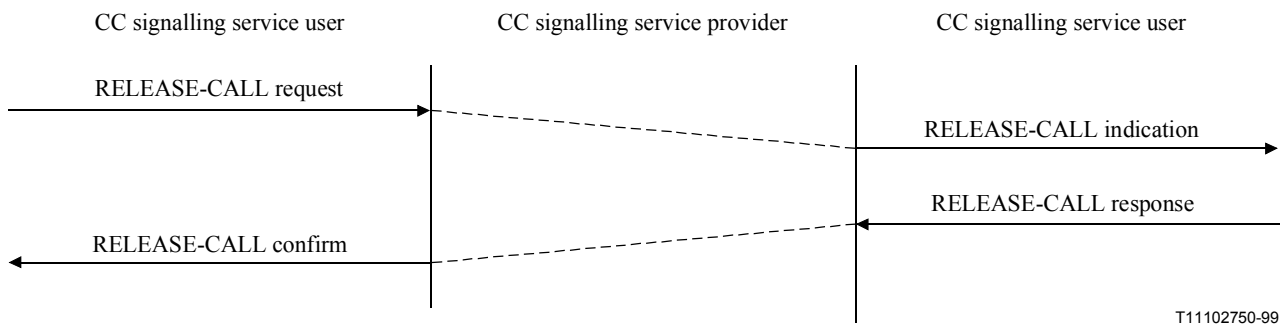 CC signalling service user
CC signalling service provider
CC signalling service user
RELEASE-CALL request
RELEASE-CALL indication
RELEASE-CALL response
RELEASE-CALL confirm
T11102750-99